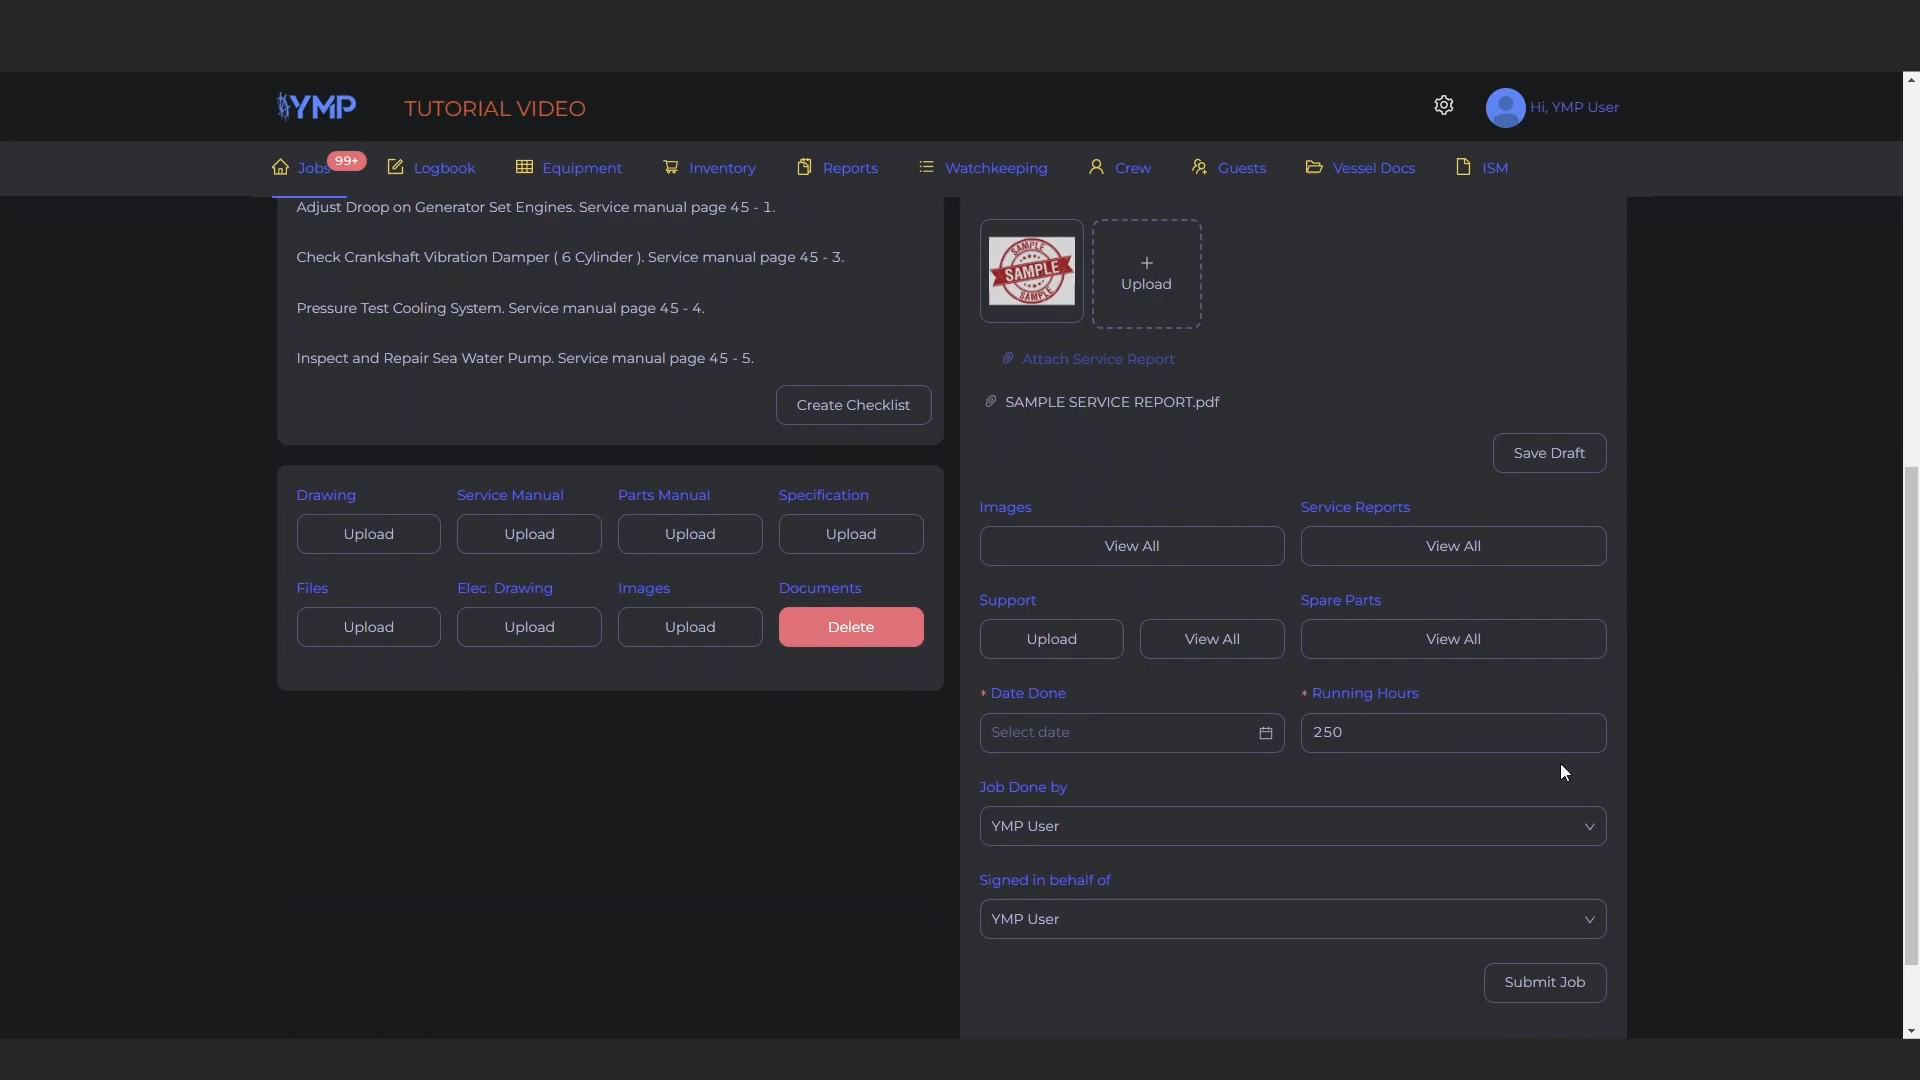 YMP
TUTORIAL VIDEO
Hi, YMP User
Jobs 99+ Logbook Equipment Inventory Reports Watchkeeping Crew Guests Vessel Docs ISM
Adjust Droop on Generator Set Engines. Service manual page 45 - 1.
Check Crankshaft Vibration Damper ( 6 Cylinder ). Service manual page 45 - 3.
Pressure Test Cooling System. Service manual page 45 - 4.
Inspect and Repair Sea Water Pump. Service manual page 45 - 5.
Create Checklist
Drawing Service Manual Parts Manual Specification
Upload Upload Upload Upload
Files Elec. Drawing Images Documents
Upload Upload Upload Delete
SAMPLE
SAMPLE
SAMPLE
+
Upload
Attach Service Report
SAMPLE SERVICE REPORT.pdf
Save Draft
Images Service Reports
View All View All
Support Spare Parts
Upload View All View All
* Date Done * Running Hours
Select date 250
Job Done by
YMP User
Signed in behalf of
YMP User
Submit Job